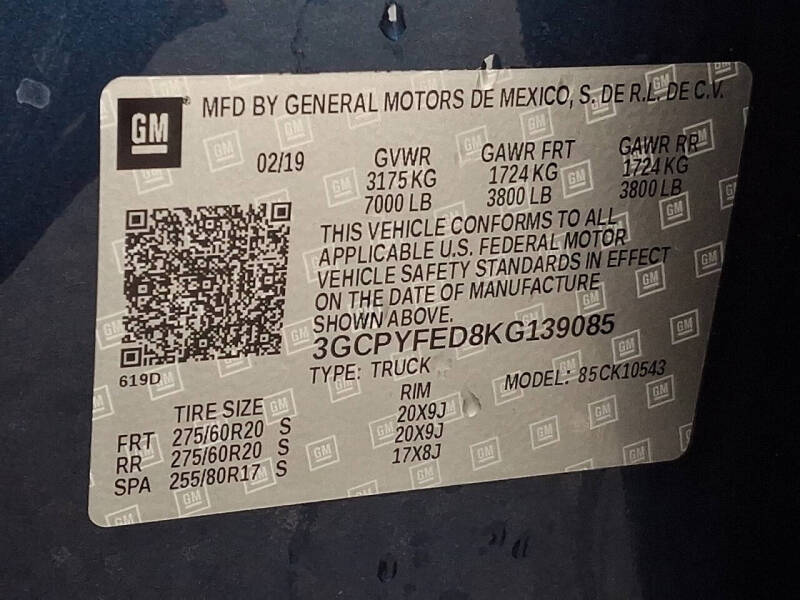 GM MFD BY GENERAL MOTORS DE MEXICO, S. DE R.L. DE C.V.
02/19 GVWR GAWR FRT GAWR RR
3175 KG 1724 KG 1724 KG
7000 LB 3800 LB 3800 LB
THIS VEHICLE CONFORMS TO ALL
APPLICABLE U.S. FEDERAL MOTOR
VEHICLE SAFETY STANDARDS IN EFFECT
ON THE DATE OF MANUFACTURE
SHOWN ABOVE.
3GCPYFED8KG139085
619D
TYPE: TRUCK MODEL: 85CK10543
TIRE SIZE RIM
FRT 275/60R20 S 20X9J
RR 275/60R20 S 20X9J
SPA 255/80R17 S 17X8J